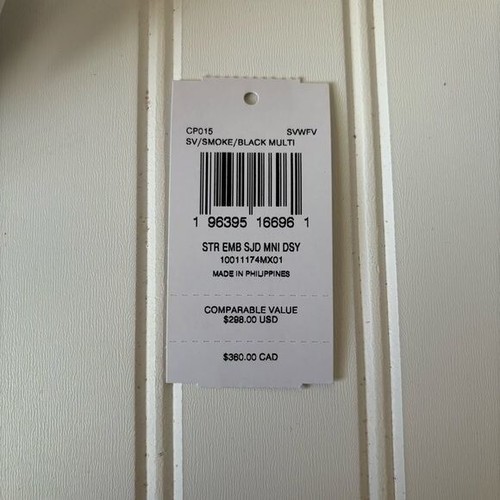 CP015 SVWFV
SV/SMOKE/BLACK MULTI
1 96395 16696 1
STR EMB SJD MNI DSY
10011174MX01
MADE IN PHILIPPINES
COMPARABLE VALUE
$298.00 USD
$360.00 CAD